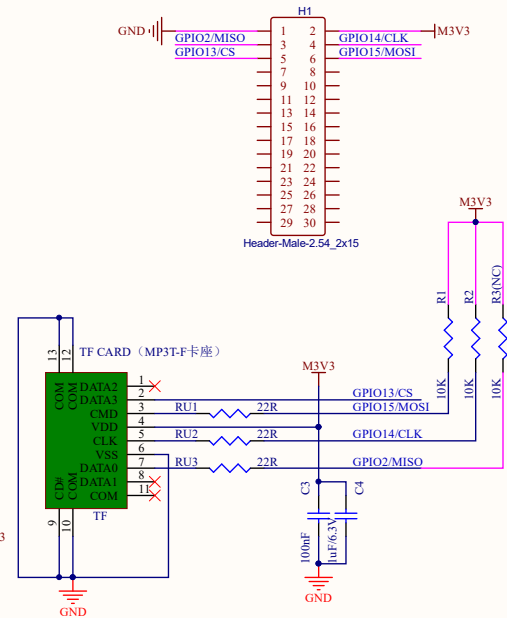 H1
GND 1 2 M3V3
GPIO2/MISO 3 4 GPIO14/CLK
GPIO13/CS 5 6 GPIO15/MOSI
7 8
9 10
11 12
13 14
15 16
17 18
19 20
21 22
23 24
25 26
27 28
29 30
Header-Male-2.54_2x15
M3V3
R1 R2 R3(NC)
10K 10K 10K
TF CARD（MP3T-F卡座）
13 12
COM COM
DATA2 1
DATA3 2 GPIO13/CS
CMD 3 RU1 22R GPIO15/MOSI
VDD 4
CLK 5 RU2 22R GPIO14/CLK
VSS 6
DATA0 7 RU3 22R GPIO2/MISO
DATA1 8
COM 11
CD# COM
9 10
TF
GND
M3V3
C3 C4
100nF 1uF/6.3V
GND
3